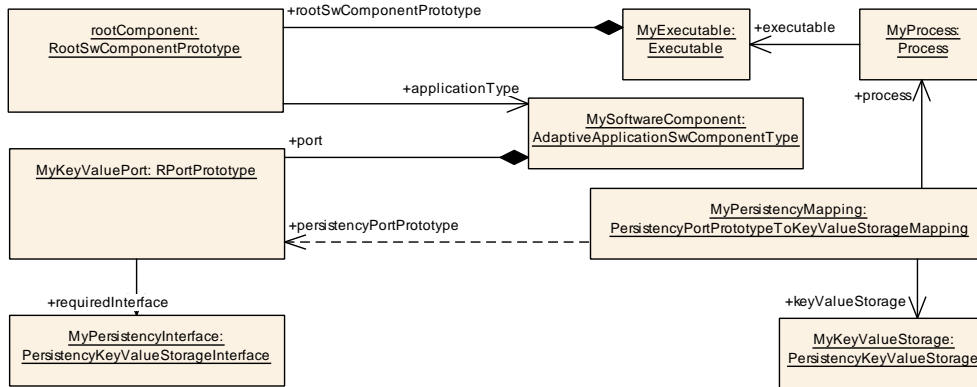 +rootSwComponentPrototype
rootComponent:
RootSwComponentPrototype
MyExecutable:
Executable
+executable
MyProcess:
Process
+applicationType
+process
MySoftwareComponent:
AdaptiveApplicationSwComponentType
+port
MyKeyValuePort: RPortPrototype
MyPersistencyMapping:
PersistencyPortPrototypeToKeyValueStorageMapping
+persistencyPortPrototype
+requiredInterface
+keyValueStorage
MyPersistencyInterface:
PersistencyKeyValueStorageInterface
MyKeyValueStorage:
PersistencyKeyValueStorage